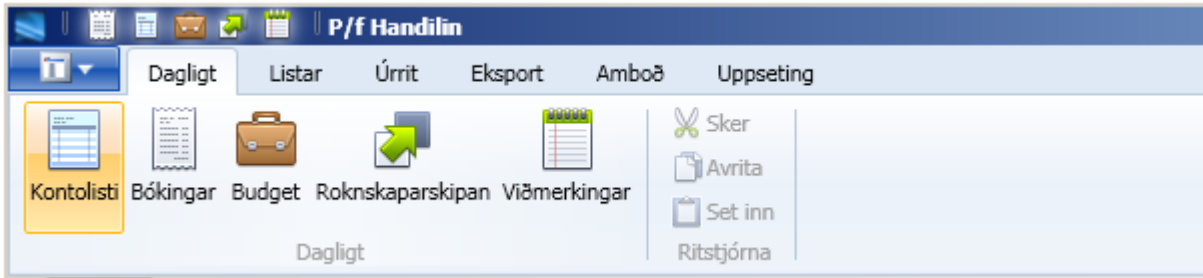 P/f Handilin
Dagligt Listar Úrrit Eksport Amboð Uppseting
Kontolisti Bókingar Budget Roknskaparskipan Viðmerkingar
Sker
Avrita
Set inn
Dagligt Ritstjórna